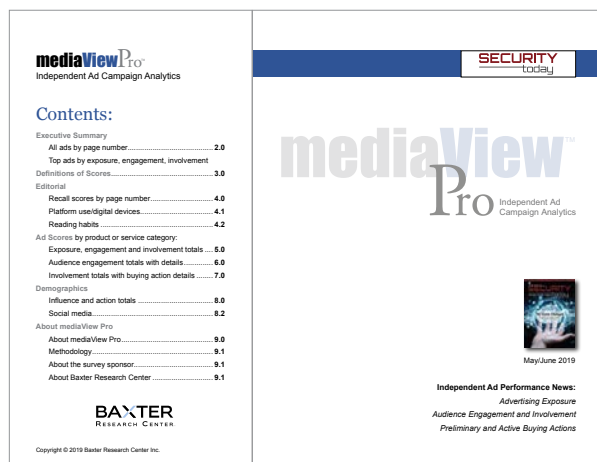 mediaViewPro™
Independent Ad Campaign Analytics
Contents:
Executive Summary
All ads by page number 2.0
Top ads by exposure, engagement, involvement
Definitions of Scores 3.0
Editorial
Recall scores by page number 4.0
Platform use/digital devices 4.1
Reading habits 4.2
Ad Scores by product or service category:
Exposure, engagement and involvement totals 5.0
Audience engagement totals with details 6.0
Involvement totals with buying action details 7.0
Demographics
Influence and action totals 8.0
Social media 8.2
About mediaView Pro
About mediaView Pro 9.0
Methodology 9.1
About the survey sponsor 9.1
About Baxter Research Center 9.1
BAXTER
RESEARCH CENTER
Copyright © 2019 Baxter Research Center Inc.
SECURITY
today
mediaView™
Pro
Independent Ad
Campaign Analytics
SECURITY
May/June 2019
Independent Ad Performance News:
Advertising Exposure
Audience Engagement and Involvement
Preliminary and Active Buying Actions